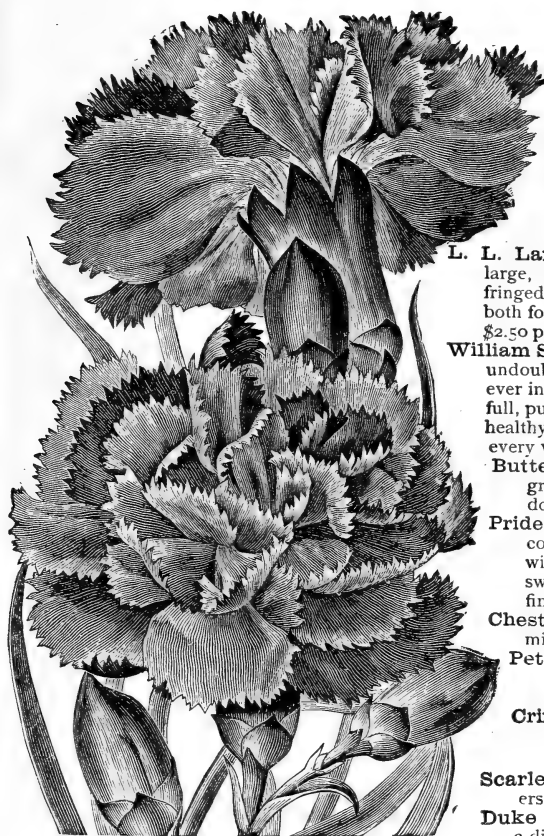 L. L. La
large,
fringed
both fo
$2.50 p
William S
undoub
ever in
full, pu
healthy
every v
Butte
gr
do
Pride
co
wi
sw
fin
Chest
mi
Pet
Cri
Scarle
ers
Duke
a di